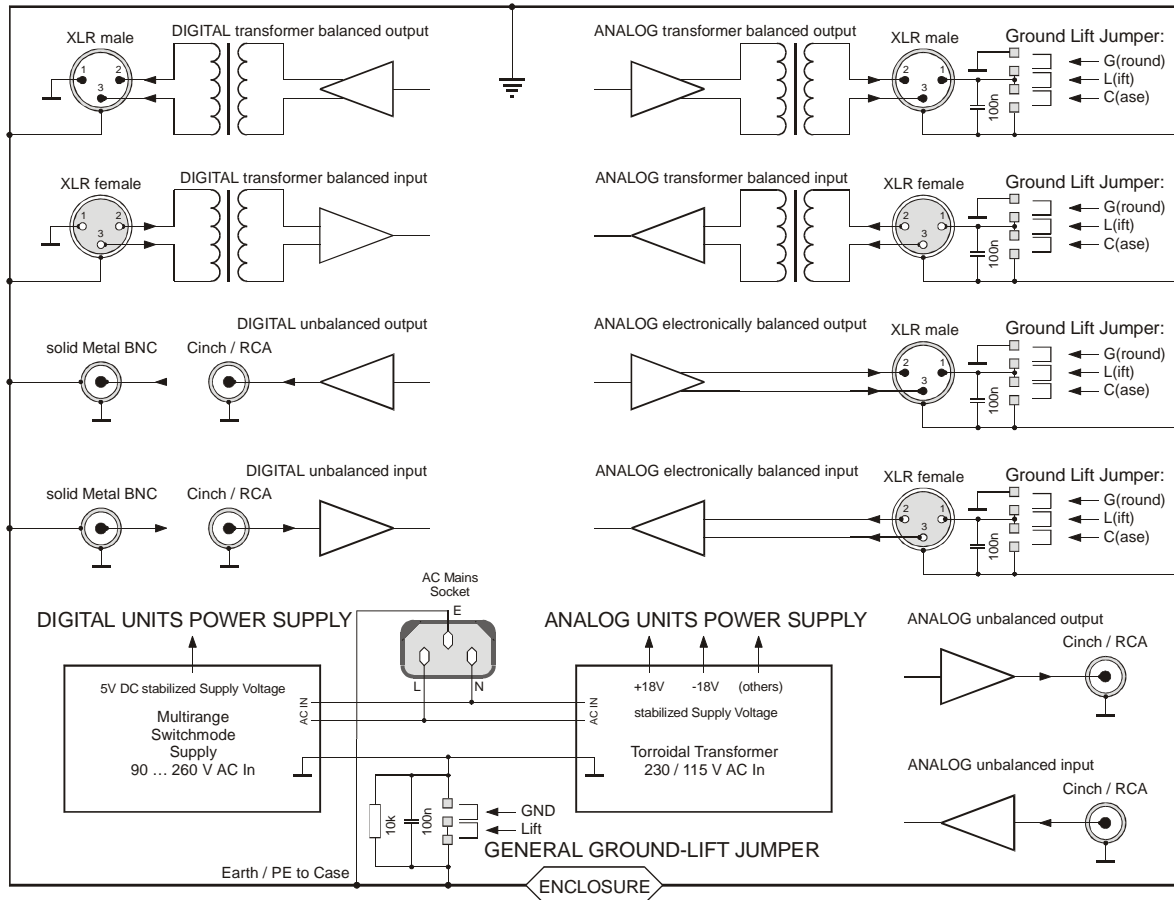 DIGITAL transformer balanced output
XLR male
1
2
3
ANALOG transformer balanced output
XLR male
2
1
3
100n
Ground Lift Jumper:
G(round)
L(ift)
C(ase)
DIGITAL transformer balanced input
XLR female
1
2
3
ANALOG transformer balanced input
XLR female
2
1
3
100n
Ground Lift Jumper:
G(round)
L(ift)
C(ase)
DIGITAL unbalanced output
solid Metal BNC
Cinch / RCA
ANALOG electronically balanced output
XLR male
2
1
3
100n
Ground Lift Jumper:
G(round)
L(ift)
C(ase)
DIGITAL unbalanced input
solid Metal BNC
Cinch / RCA
ANALOG electronically balanced input
XLR female
2
1
3
100n
Ground Lift Jumper:
G(round)
L(ift)
C(ase)
AC Mains
Socket
E
L
N
DIGITAL UNITS POWER SUPPLY
5V DC stabilized Supply Voltage
Multirange
Switchmode
Supply
90 ... 260 V AC In
AC IN
ANALOG UNITS POWER SUPPLY
+18V
-18V
(others)
stabilized Supply Voltage
AC IN
Torroidal Transformer
230 / 115 V AC In
ANALOG unbalanced output
Cinch / RCA
ANALOG unbalanced input
Cinch / RCA
10k
100n
GND
Lift
GENERAL GROUND-LIFT JUMPER
Earth / PE to Case
ENCLOSURE